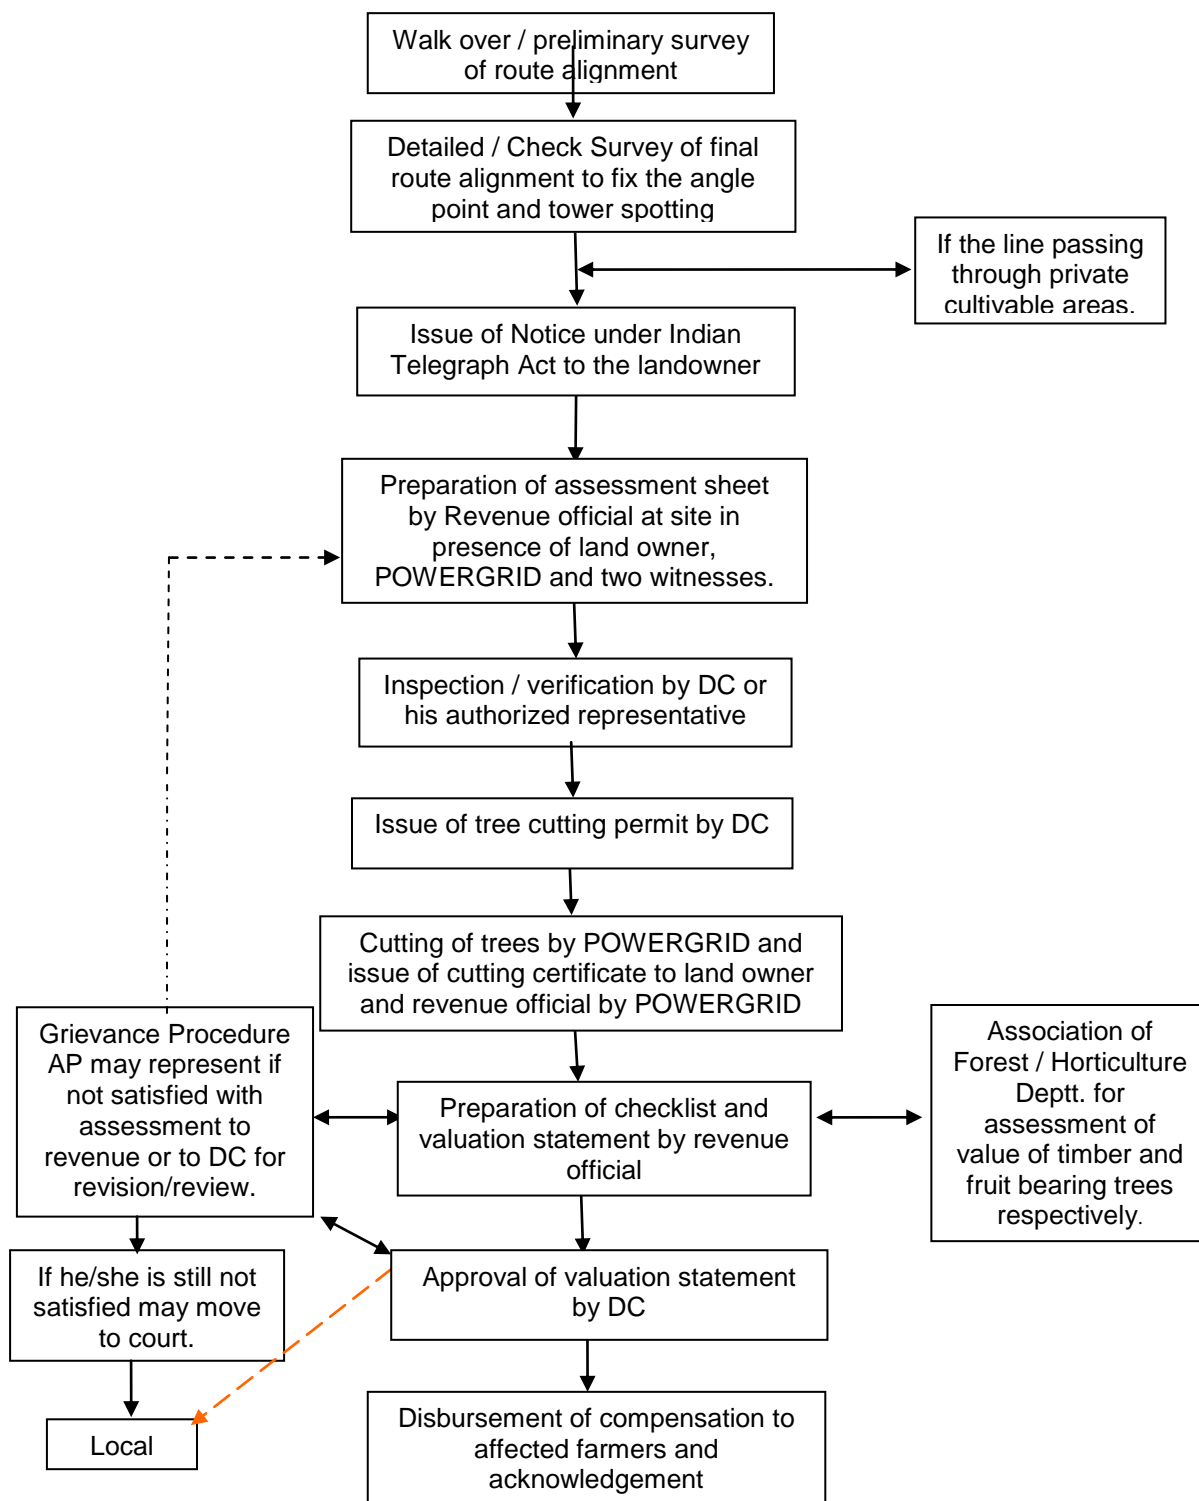 Walk over / preliminary survey
of route alignment
Detailed / Check Survey of final
route alignment to fix the angle
point and tower spotting
If the line passing
through private
cultivable areas.
Issue of Notice under Indian
Telegraph Act to the landowner
Preparation of assessment sheet
by Revenue official at site in
presence of land owner,
POWERGRID and two witnesses.
Inspection / verification by DC or
his authorized representative
Issue of tree cutting permit by DC
Cutting of trees by POWERGRID and
issue of cutting certificate to land owner
and revenue official by POWERGRID
Grievance Procedure
AP may represent if
not satisfied with
assessment to
revenue or to DC for
revision/review.
Preparation of checklist and
valuation statement by revenue
official
Association of
Forest / Horticulture
Deptt. for
assessment of
value of timber and
fruit bearing trees
respectively.
If he/she is still not
satisfied may move
to court.
Approval of valuation statement
by DC
Local
Disbursement of compensation to
affected farmers and
acknowledgement